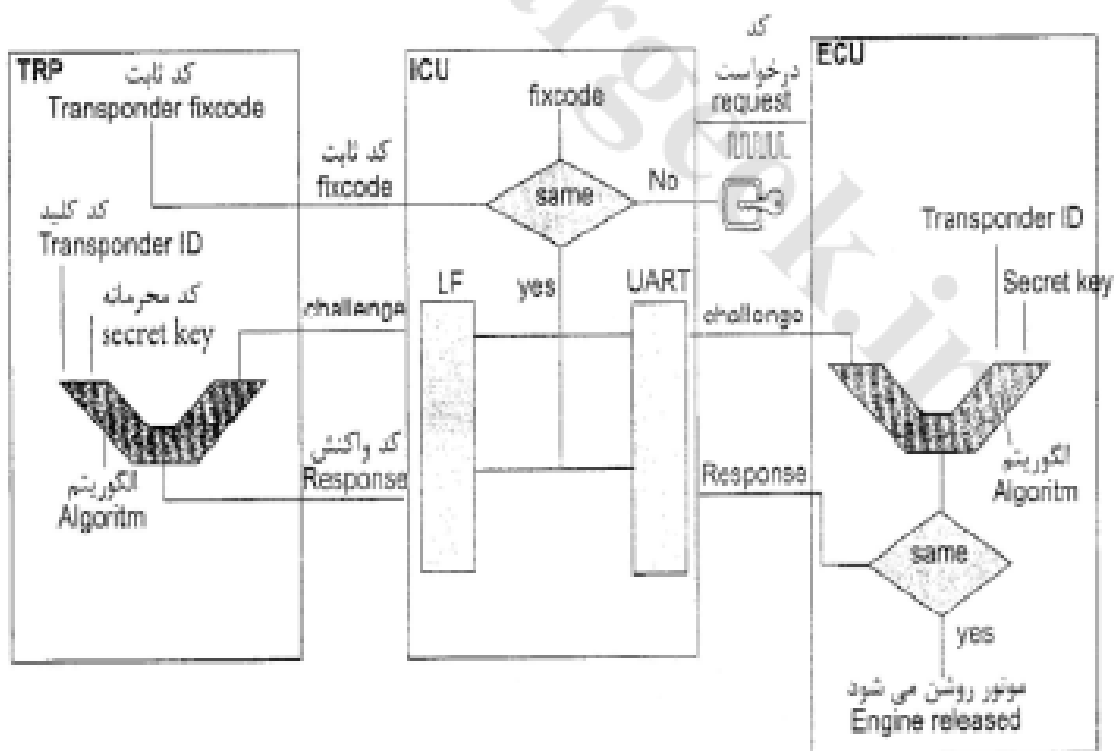 TRP
کد ثابت
Transponder fixcode
کد کلید
Transponder ID
کد محرمانه
secret key
الگوریتم
Algoritm
کد ثابت
fixcode
challenge
کد واکنش
Response
ICU
fixcode
same
No
yes
LF
UART
کد
درخواست
request
challenge
Response
ECU
Transponder ID
Secret key
الگوریتم
Algoritm
same
yes
موتور روشن می شود
Engine released